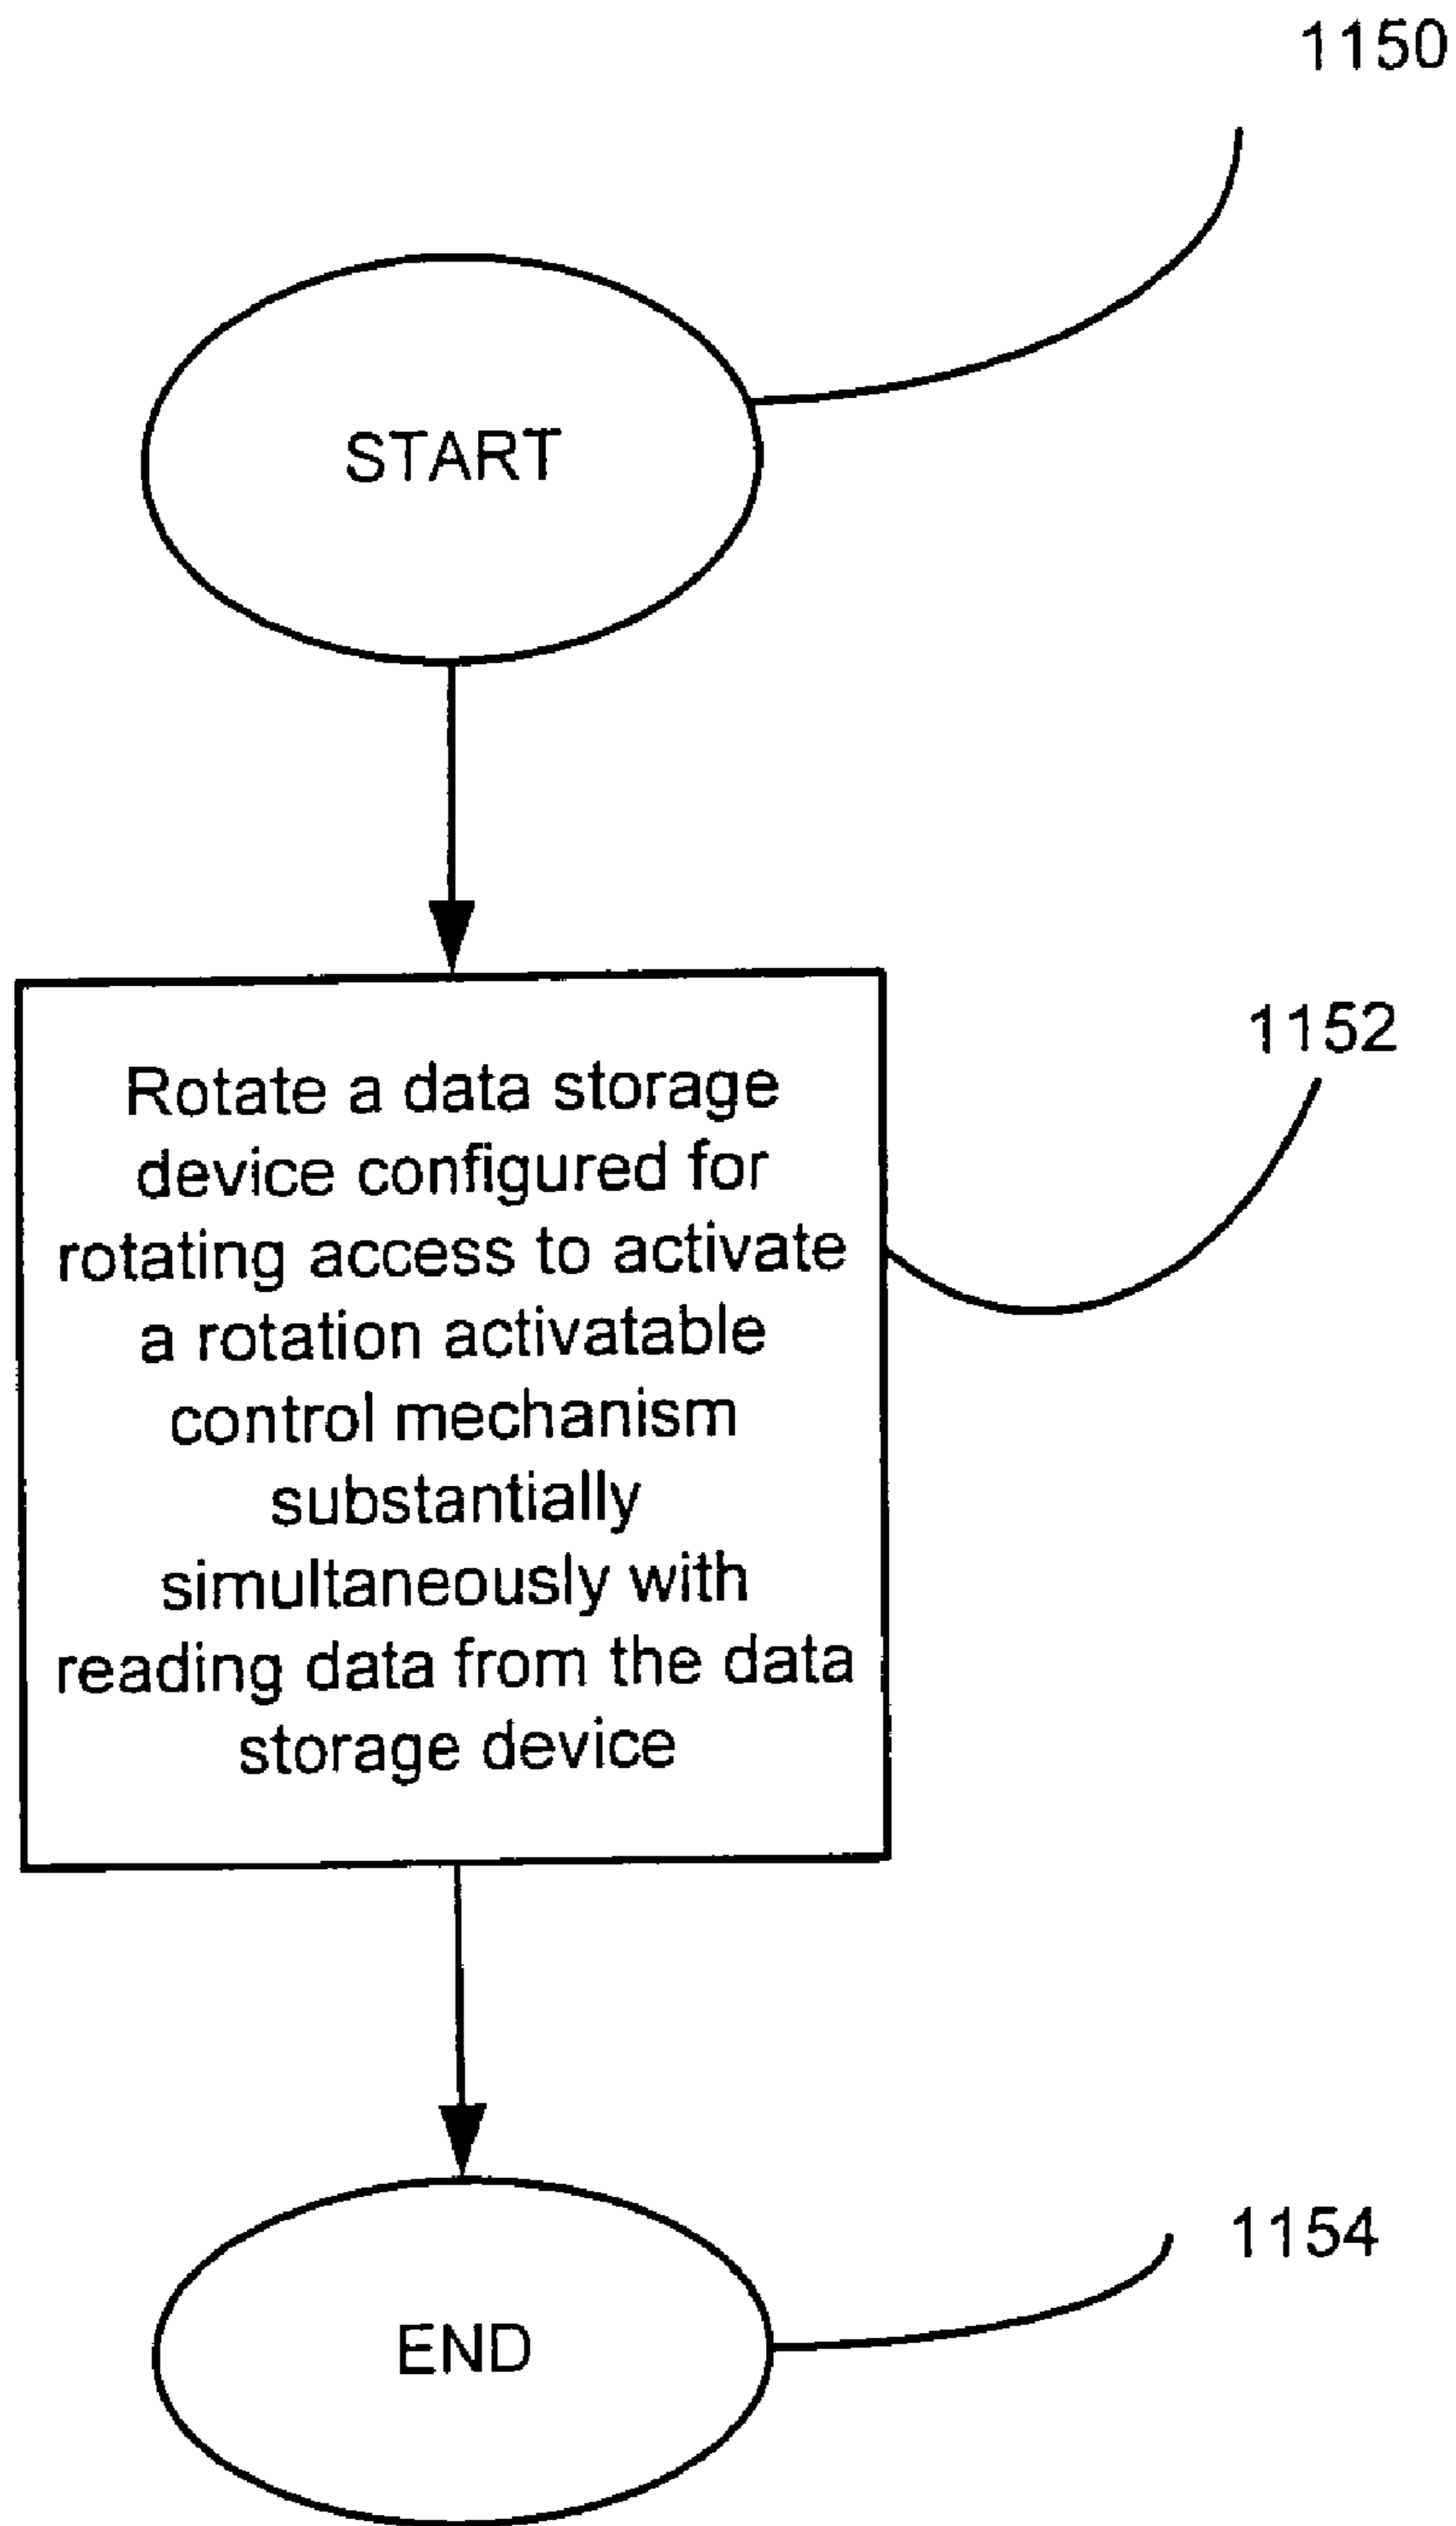 1150
START
1152
Rotate a data storage
device configured for
rotating access to activate
a rotation activatable
control mechanism
substantially
simultaneously with
reading data from the data
storage device
1154
END